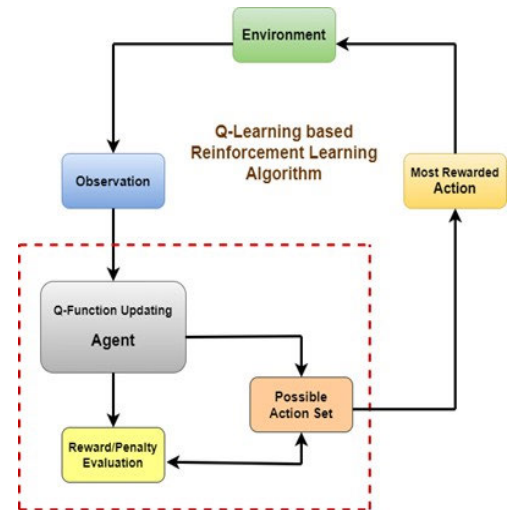 Environment
Q-Learning based
Reinforcement Learning
Algorithm
Observation
Most Rewarded
Action
Q-Function Updating
Agent
Possible
Action Set
Reward/Penalty
Evaluation